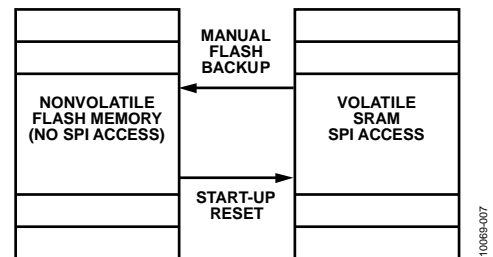 MANUAL
FLASH
BACKUP
NONVOLATILE
FLASH MEMORY
(NO SPI ACCESS)
VOLATILE
SRAM
SPI ACCESS
START-UP
RESET
10069-007